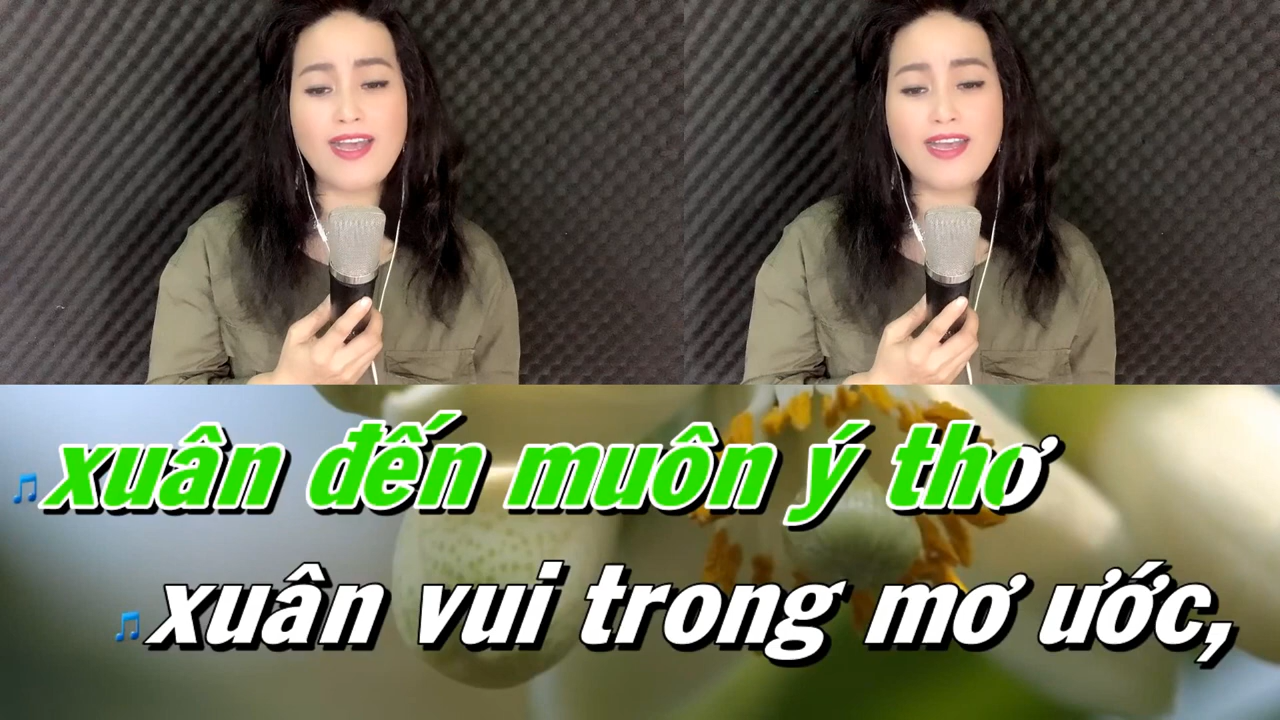 xuân đến muôn ý thơ
xuân vui trong mơ ước,